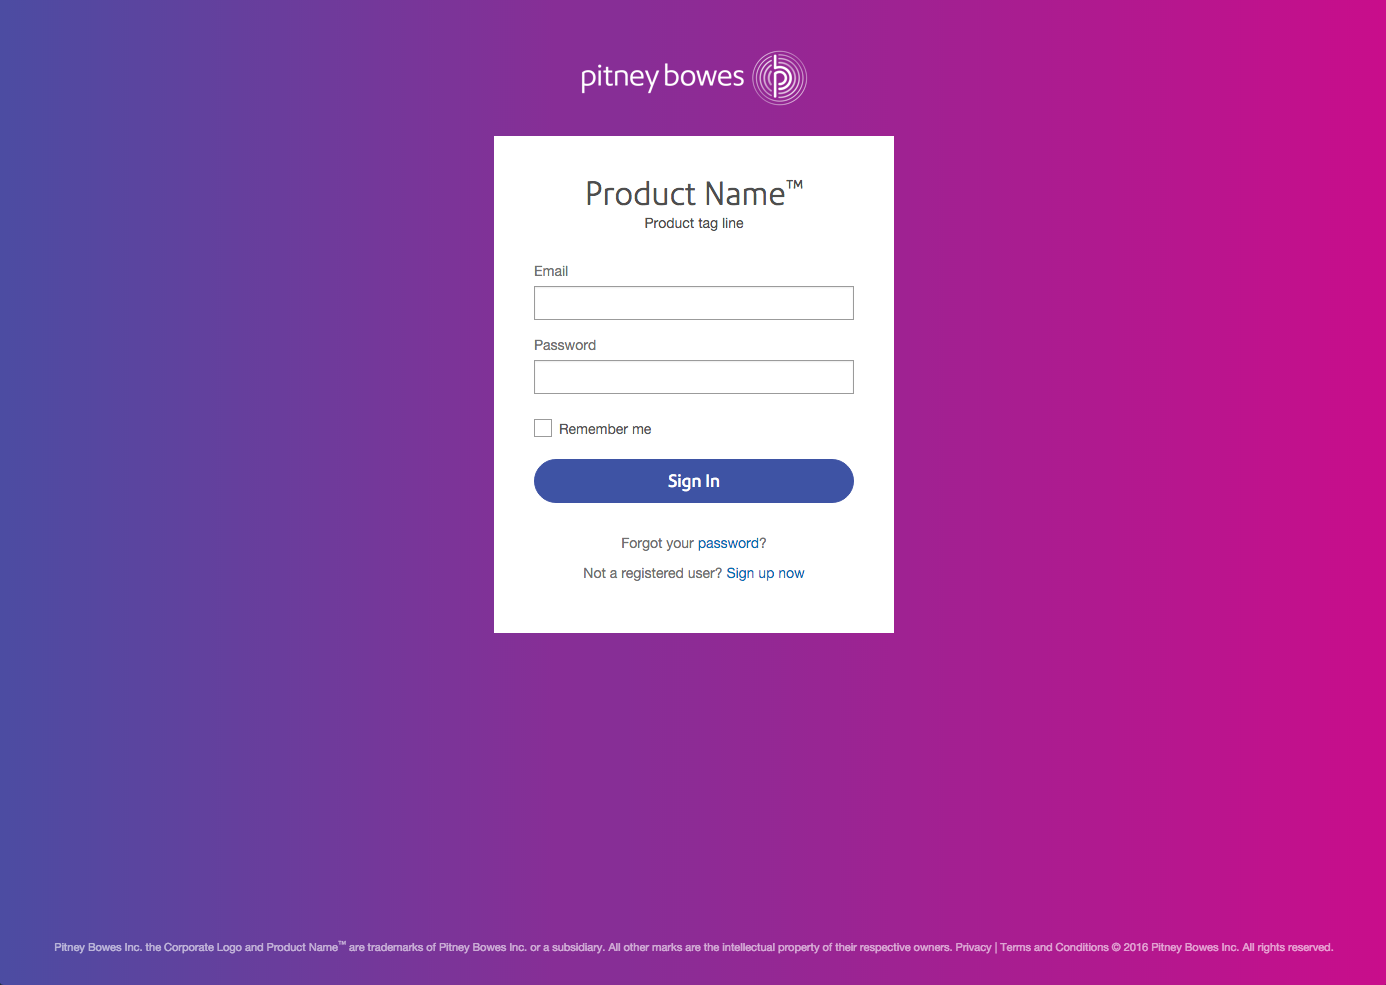 pitney bowes
Product Name™
Product tag line
Email
Password
Remember me
Sign In
Forgot your password?
Not a registered user? Sign up now
Pitney Bowes Inc. the Corporate Logo and Product Name™ are trademarks of Pitney Bowes Inc. or a subsidiary. All other marks are the intellectual property of their respective owners. Privacy | Terms and Conditions © 2016 Pitney Bowes Inc. All rights reserved.